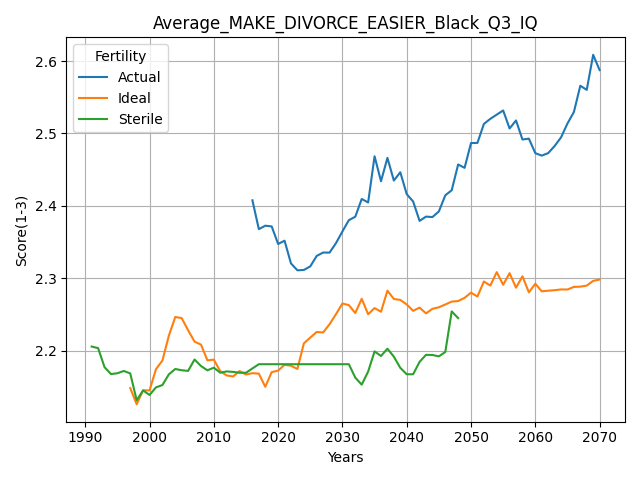 Average_MAKE_DIVORCE_EASIER_Black_Q3_IQ
Fertility
Actual
Ideal
Sterile
Score(1-3)
2.6
2.5
2.4
2.3
2.2
1990 2000 2010 2020 2030 2040 2050 2060 2070
Years